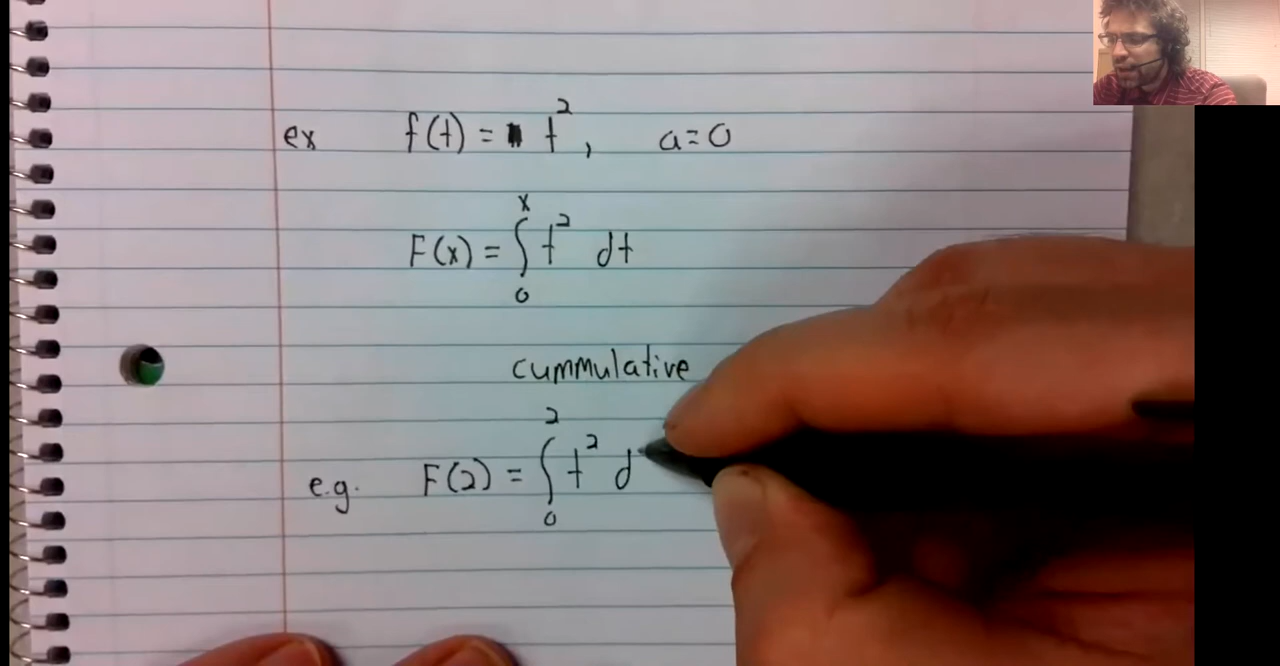 ex f(t) = t², a=0
F(x) = ∫₀ˣ t² dt
cummulative
e.g. F(2) = ∫₀² t² d